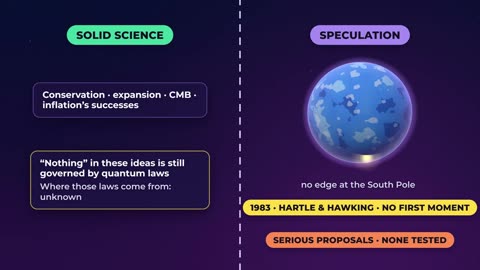 SOLID SCIENCE
Conservation · expansion · CMB ·
inflation's successes
“Nothing” in these ideas is still
governed by quantum laws
Where those laws come from:
unknown
SPECULATION
no edge at the South Pole
1983 · HARTLE & HAWKING · NO FIRST MOMENT
SERIOUS PROPOSALS · NONE TESTED